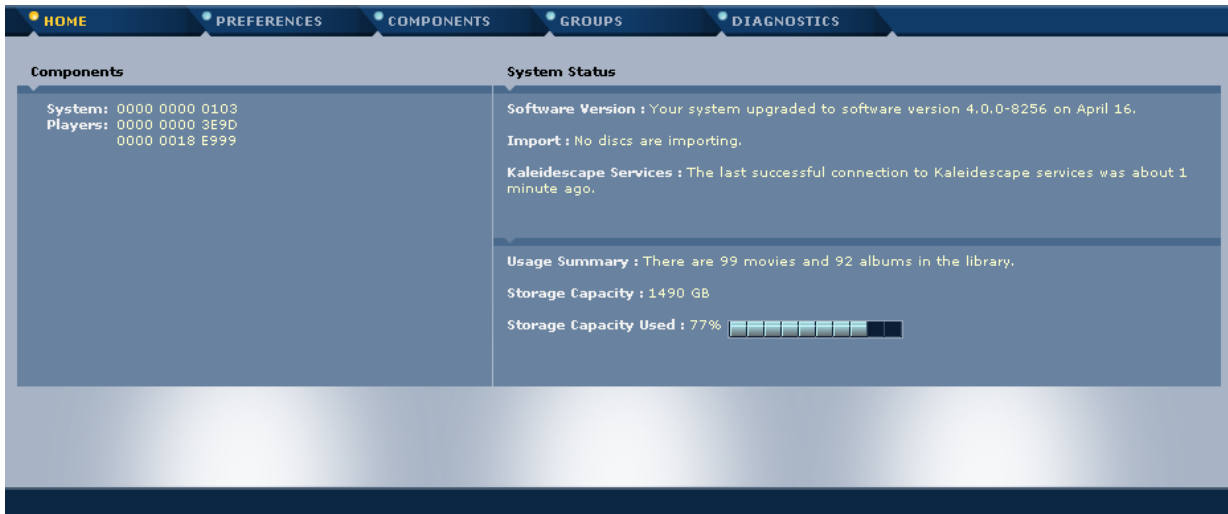 HOME PREFERENCES COMPONENTS GROUPS DIAGNOSTICS
Components
System: 0000 0000 0103
Players: 0000 0000 3E9D
0000 0018 E999
System Status
Software Version : Your system upgraded to software version 4.0.0-8256 on April 16.
Import : No discs are importing.
Kaleidescape Services : The last successful connection to Kaleidescape services was about 1
minute ago.
Usage Summary : There are 99 movies and 92 albums in the library.
Storage Capacity : 1490 GB
Storage Capacity Used : 77%